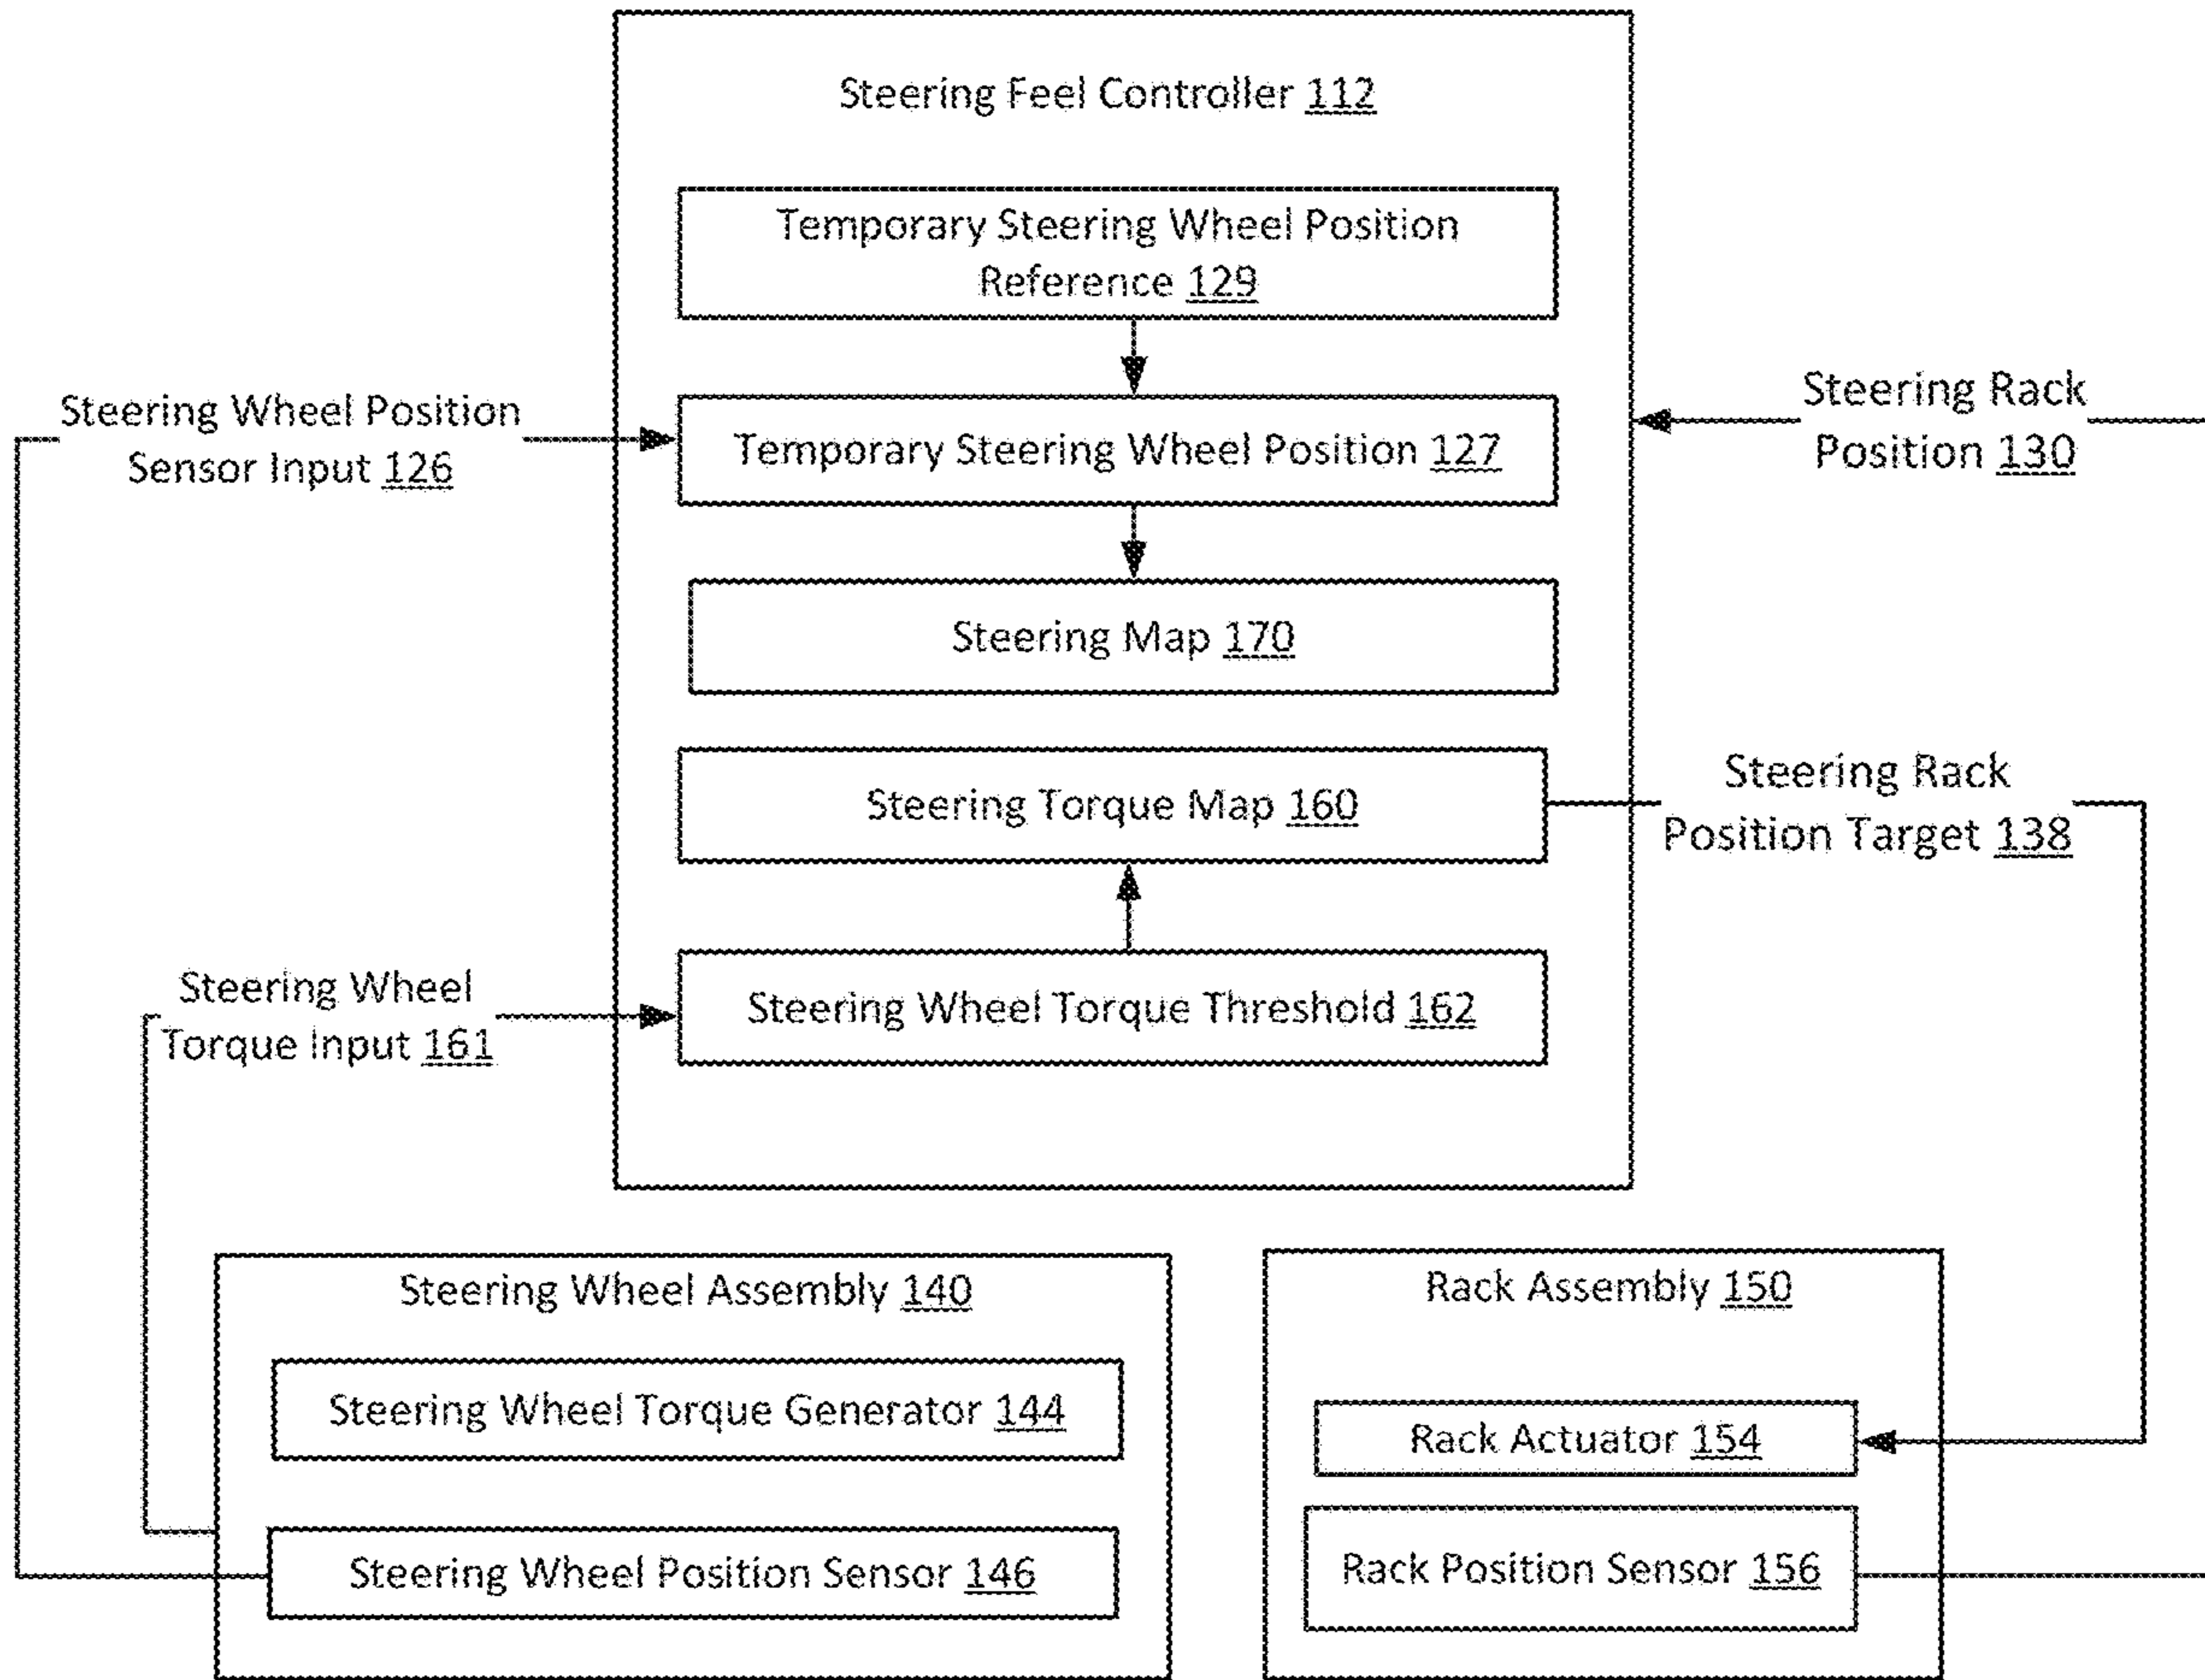 Steering Feel Controller 112
Temporary Steering Wheel Position
Reference 129
Steering Wheel Position
Sensor Input 126
Temporary Steering Wheel Position 127
Steering Rack
Position 130
Steering Map 170
Steering Torque Map 160
Steering Rack
Position Target 138
Steering Wheel
Torque Input 161
Steering Wheel Torque Threshold 162
Steering Wheel Assembly 140
Steering Wheel Torque Generator 144
Steering Wheel Position Sensor 146
Rack Assembly 150
Rack Actuator 154
Rack Position Sensor 156